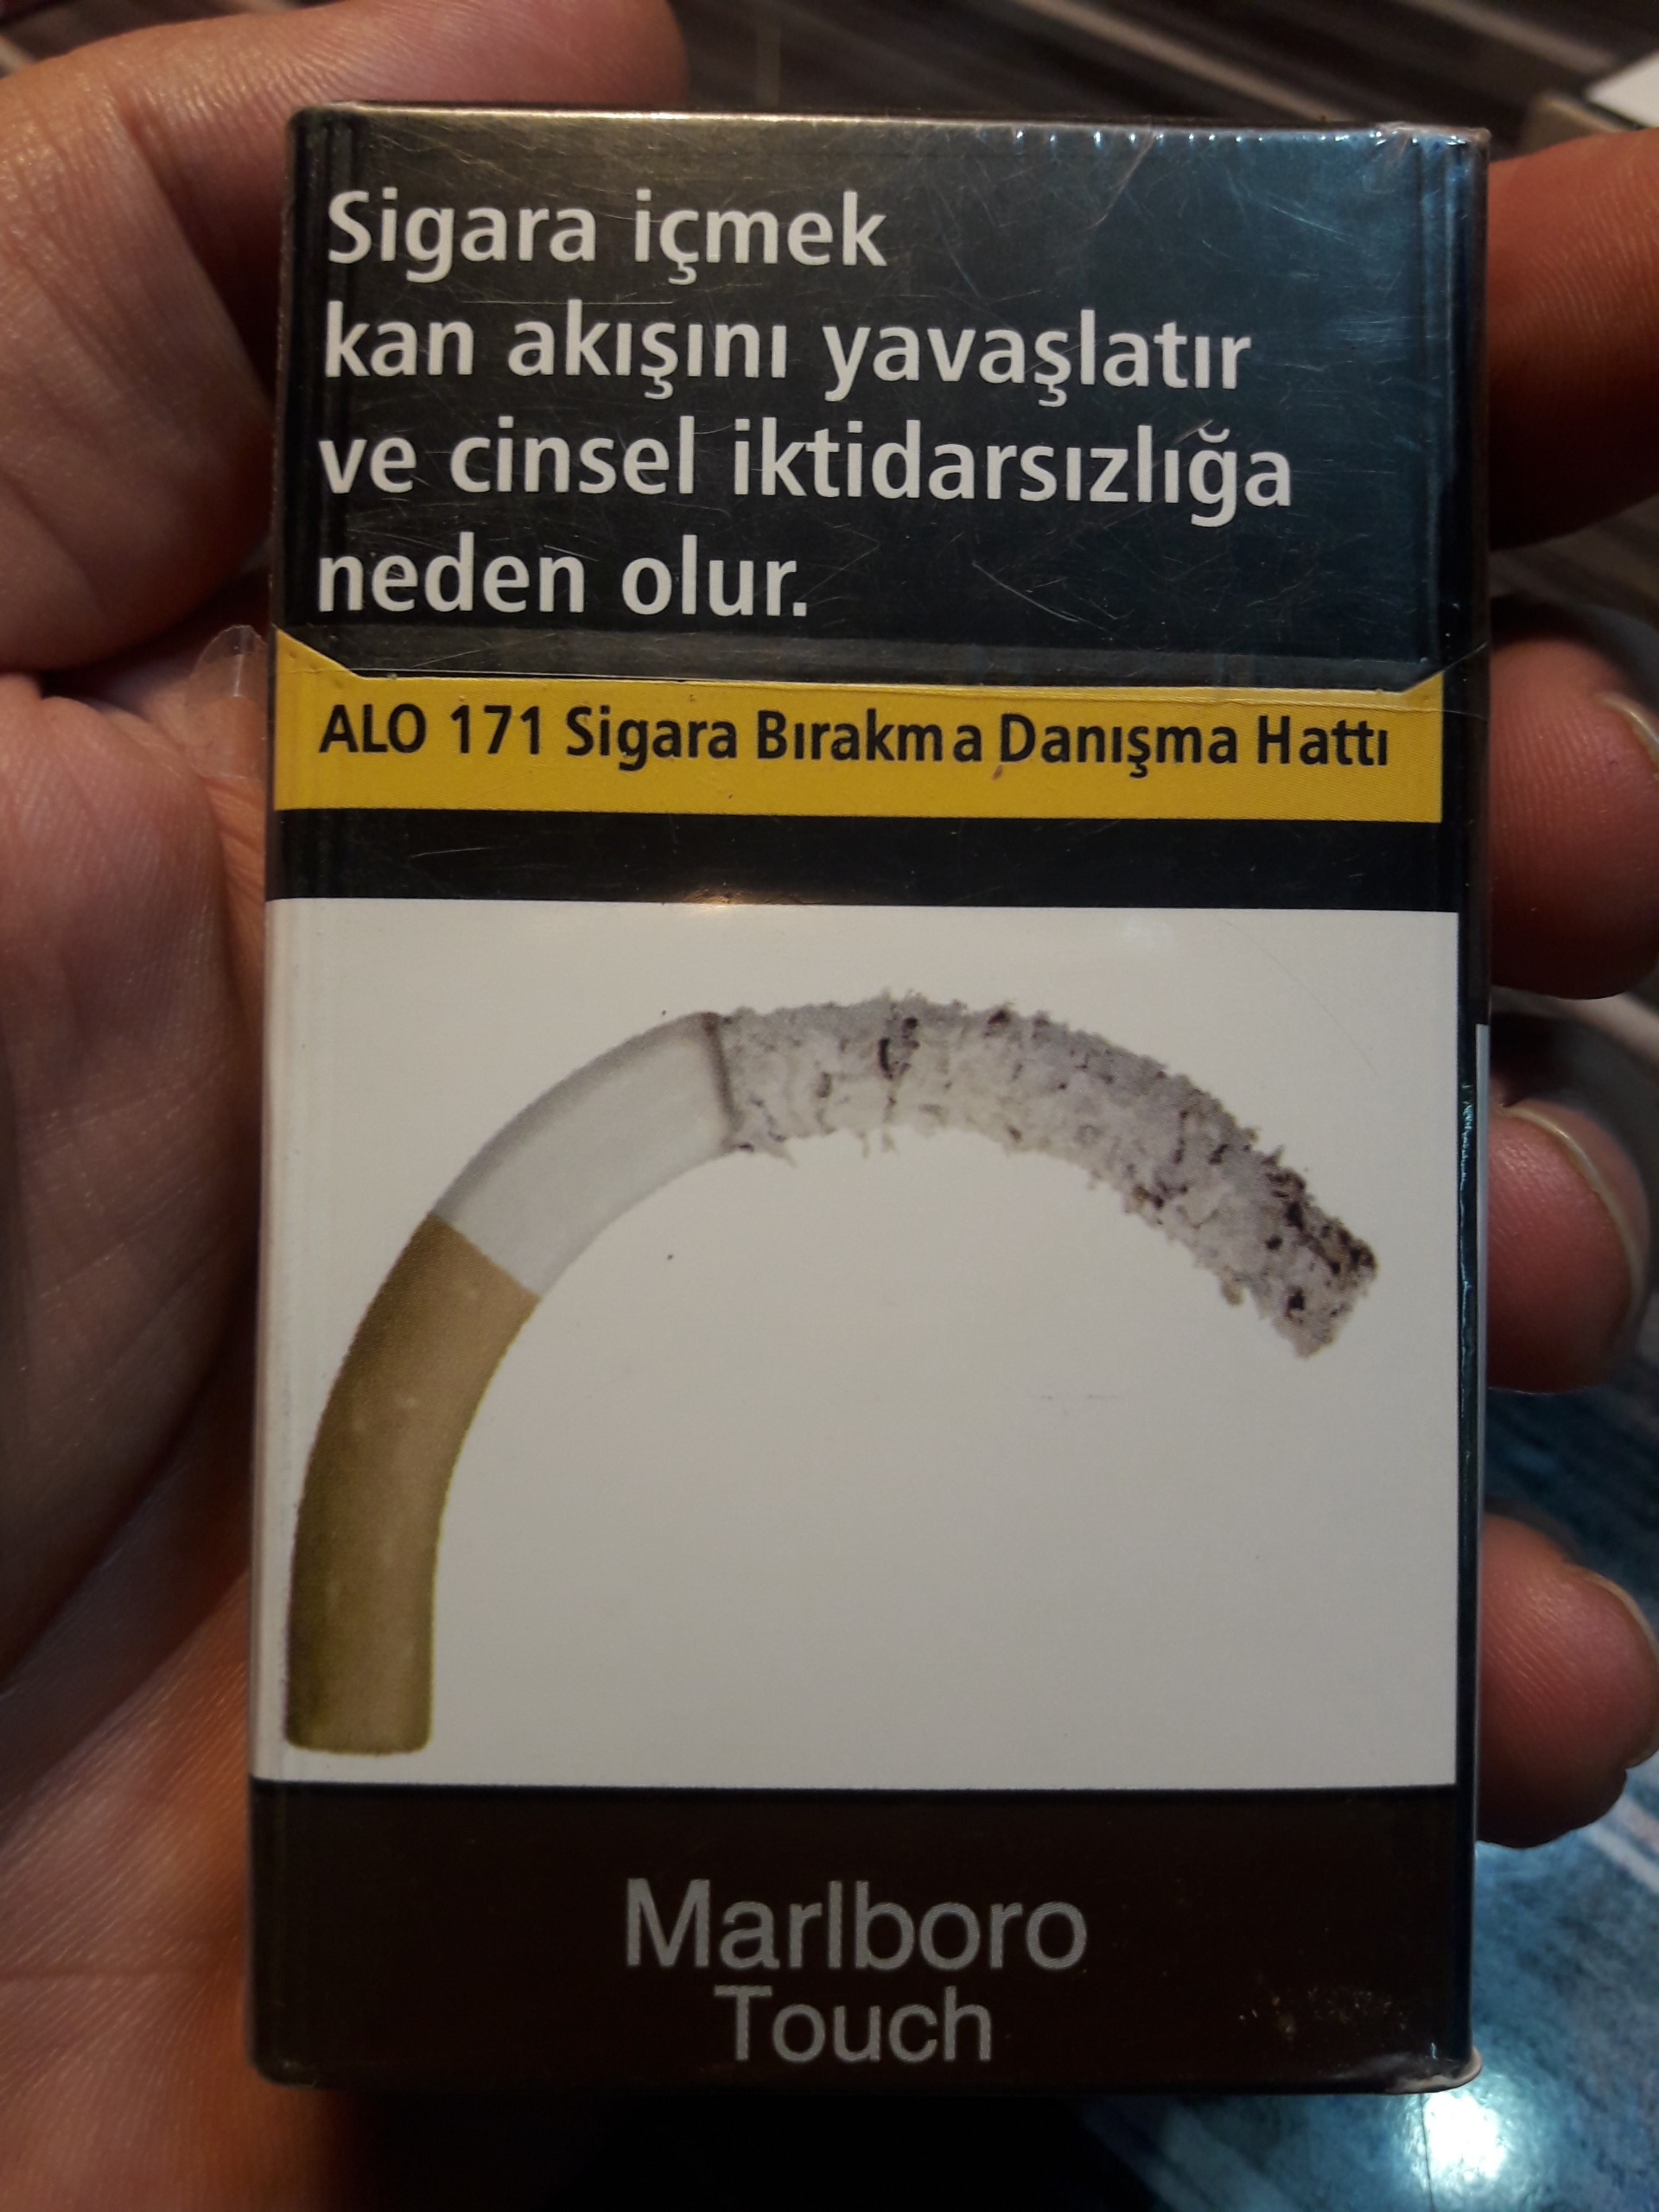 Sigara içmek
kan akışını yavaşlatır
ve cinsel iktidarsızlığa
neden olur.
ALO 171 Sigara Bırakma Danışma Hattı
Marlboro
Touch